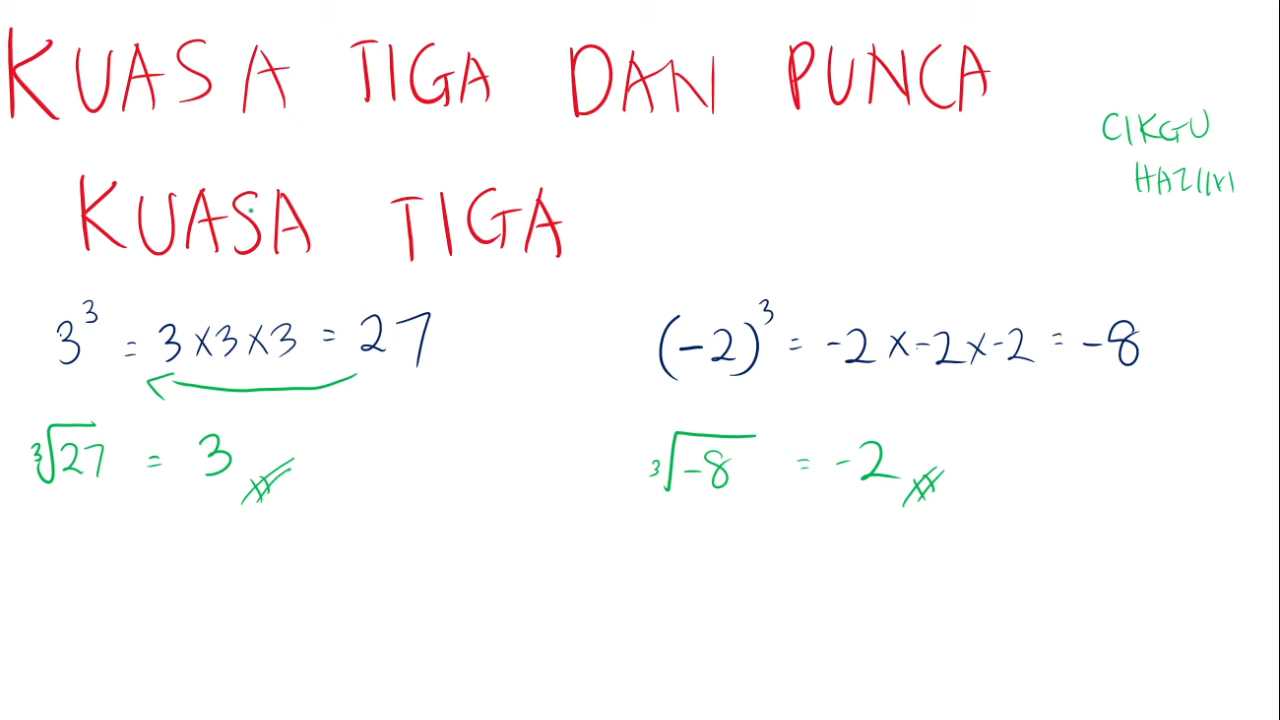 KUASA TIGA DAN PUNCA
KUASA TIGA
CIKGU
3³ = 3 x 3 x 3 = 27
∛27 = 3
(-2)³ = -2 x -2 x -2 = -8
∛-8 = -2